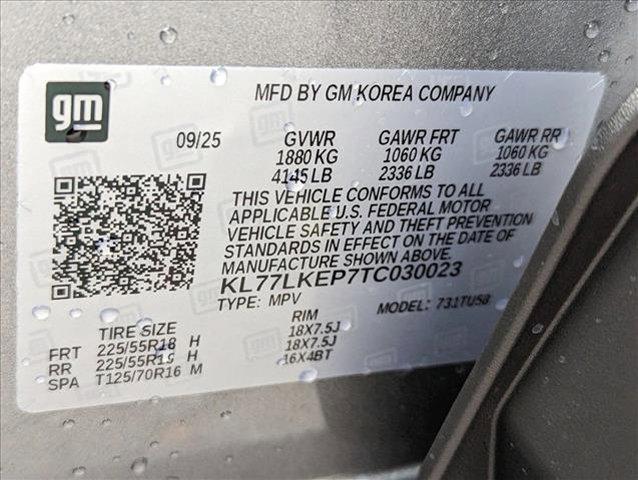 gm
MFD BY GM KOREA COMPANY
09/25 GVWR GAWR FRT GAWR RR
1880 KG 1060 KG 1060 KG
4145 LB 2336 LB 2336 LB
THIS VEHICLE CONFORMS TO ALL
APPLICABLE U.S. FEDERAL MOTOR
VEHICLE SAFETY AND THEFT PREVENTION
STANDARDS IN EFFECT ON THE DATE OF
MANUFACTURE SHOWN ABOVE.
KL77LKEP7TC030023
TYPE: MPV MODEL: 731TU58
TIRE SIZE RIM
FRT 225/55R18 H 18X7.5J
RR 225/55R18 H 18X7.5J
SPA T125/70R16 M 16X4BT